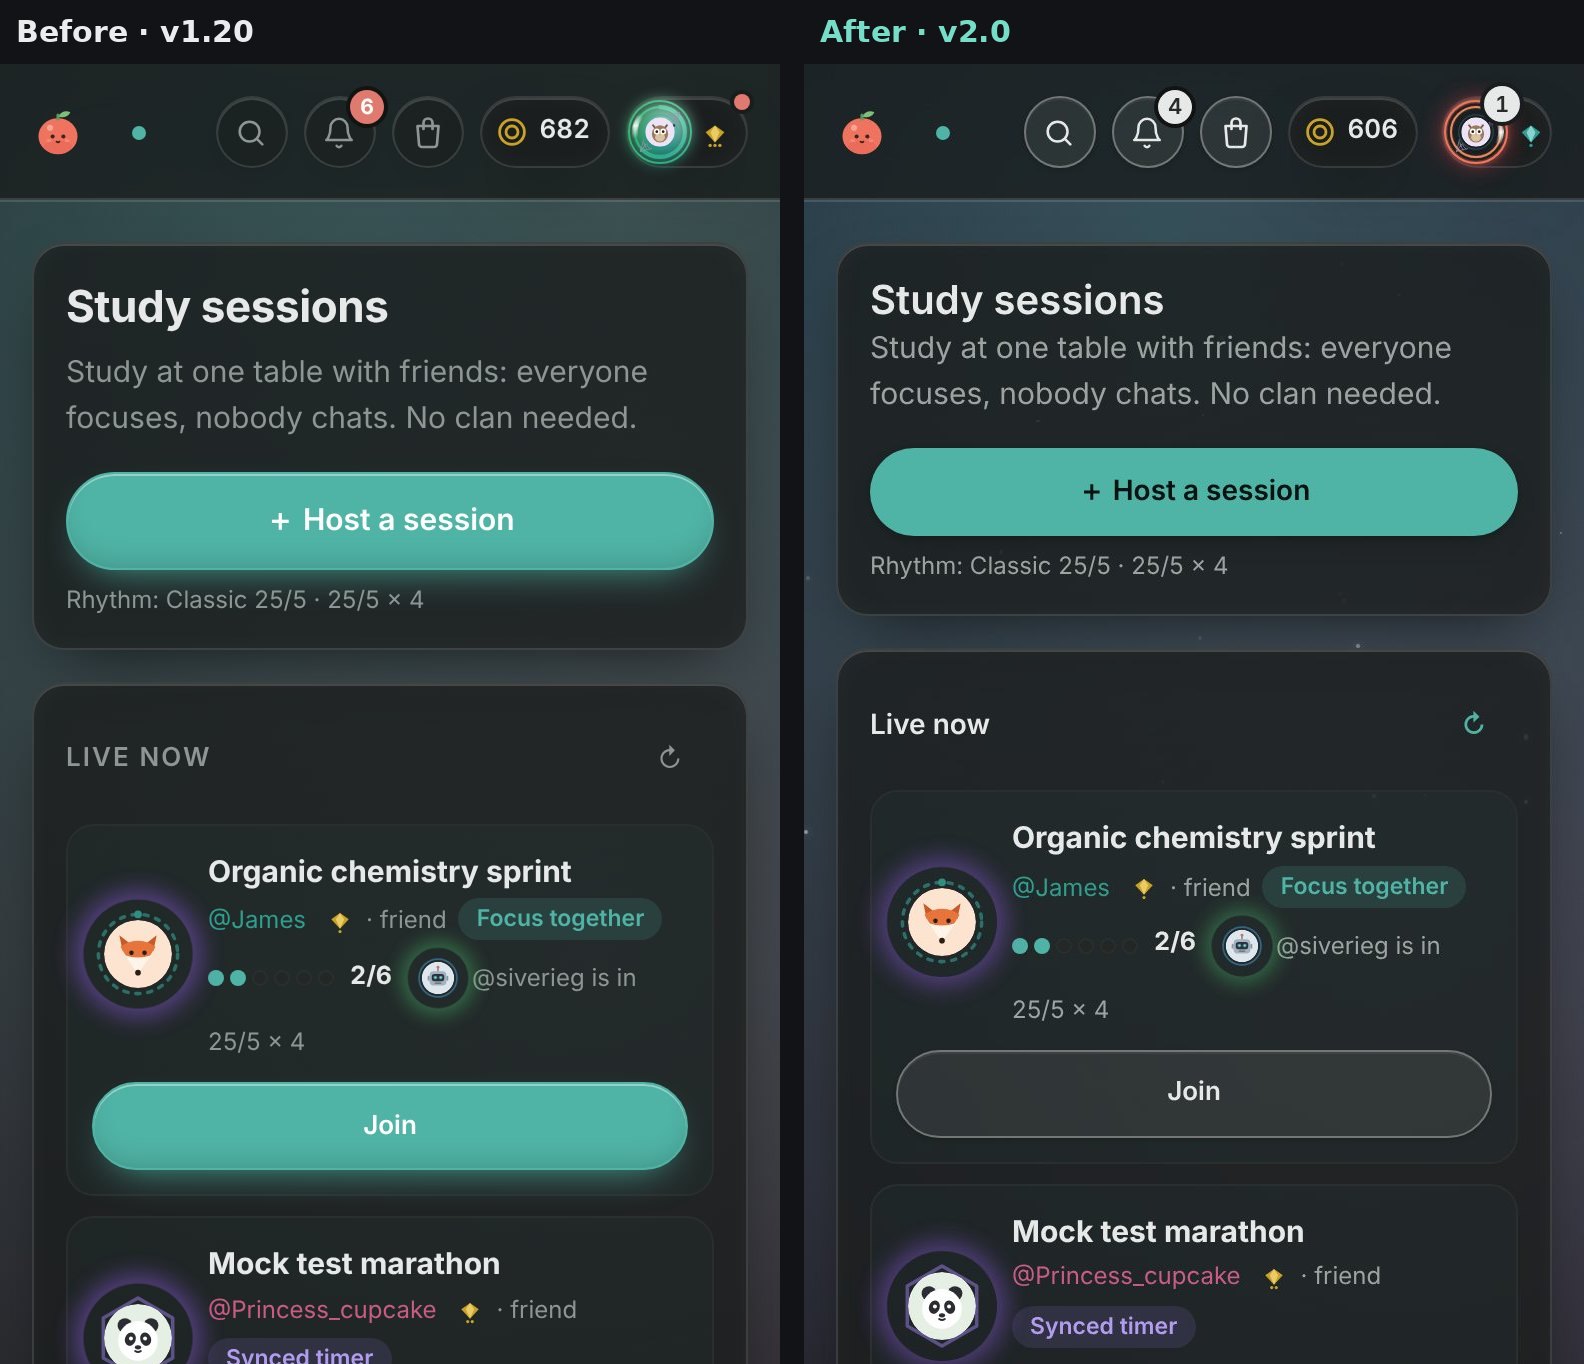 Before · v1.20
6
682
Study sessions
Study at one table with friends: everyone
focuses, nobody chats. No clan needed.
+ Host a session
Rhythm: Classic 25/5 · 25/5 × 4
LIVE NOW
Organic chemistry sprint
@James · friend Focus together
2/6 @siverieg is in
25/5 × 4
Join
Mock test marathon
@Princess_cupcake · friend
Synced timer
After · v2.0
4
606
1
Study sessions
Study at one table with friends: everyone
focuses, nobody chats. No clan needed.
+ Host a session
Rhythm: Classic 25/5 · 25/5 × 4
Live now
Organic chemistry sprint
@James · friend Focus together
2/6 @siverieg is in
25/5 × 4
Join
Mock test marathon
@Princess_cupcake · friend
Synced timer